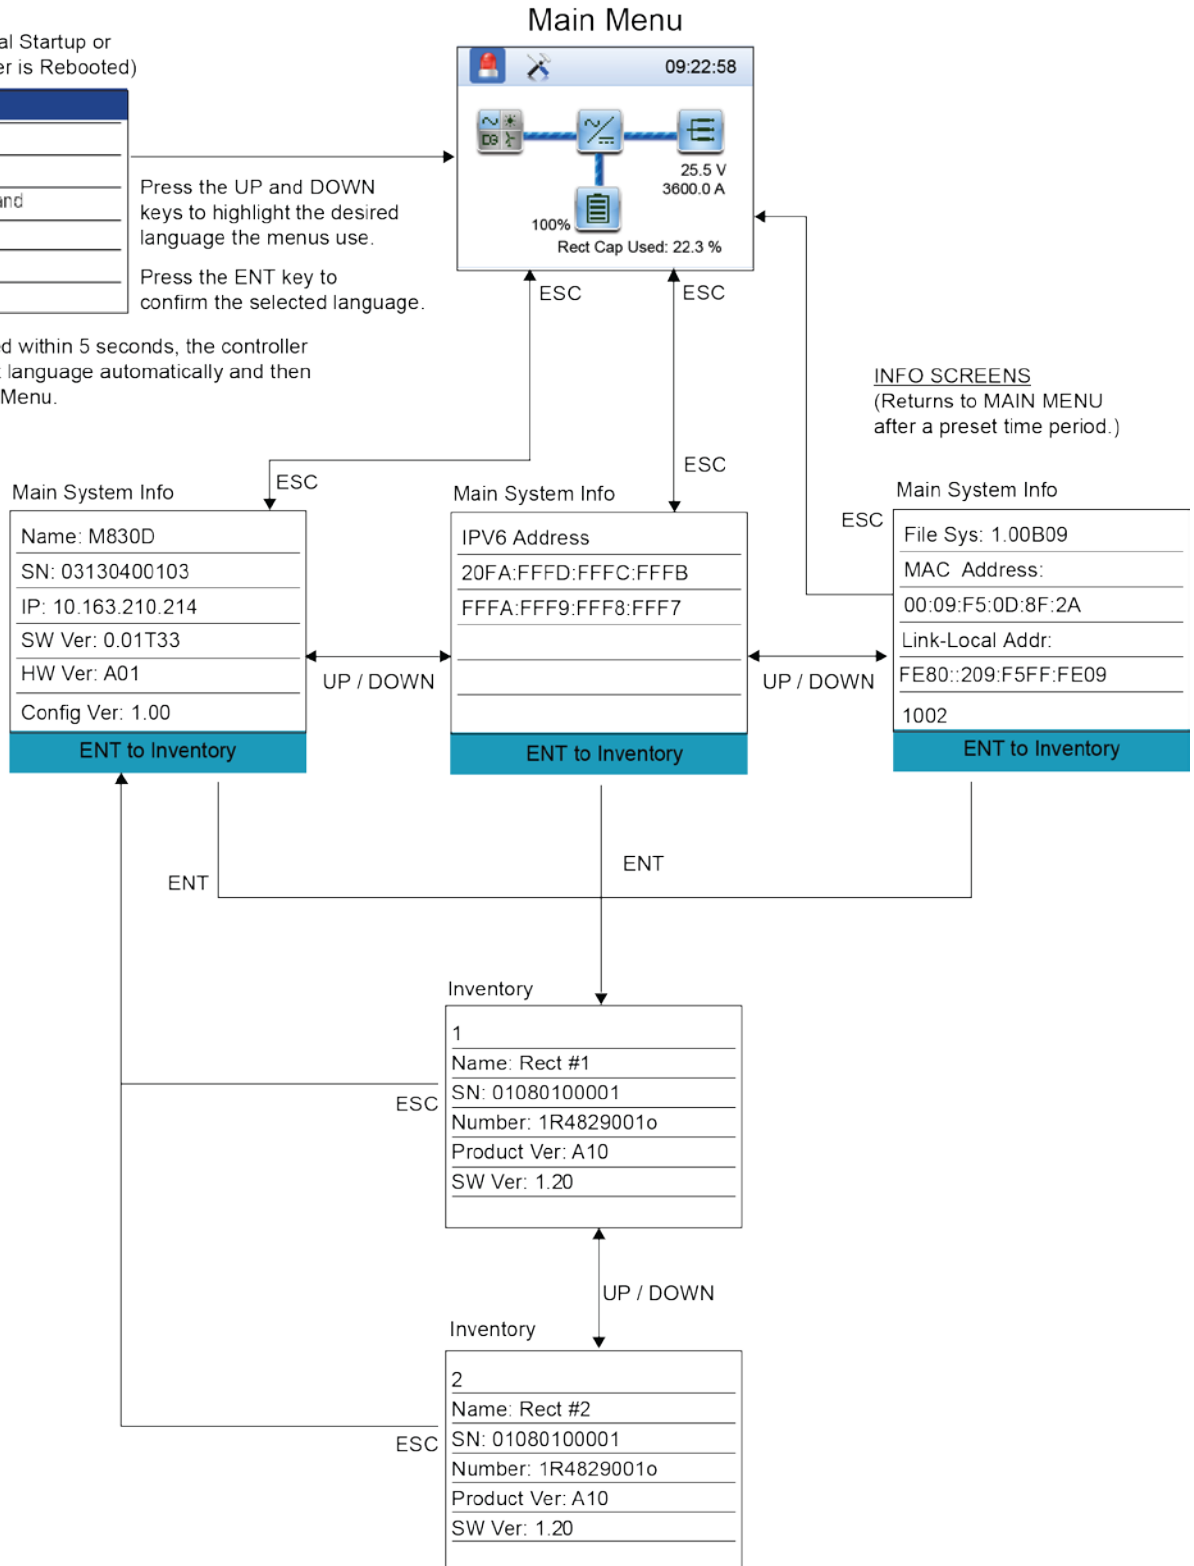 Main Menu
al Startup or
er is Rebooted)
and
Press the UP and DOWN
keys to highlight the desired
language the menus use.
Press the ENT key to
confirm the selected language.
ed within 5 seconds, the controller
language automatically and then
Menu.
09:22:58
25.5 V
3600.0 A
100%
Rect Cap Used: 22.3 %
ESC
ESC
INFO SCREENS
(Returns to MAIN MENU
after a preset time period.)
ESC
ESC
ESC
Main System Info
Name: M830D
SN: 03130400103
IP: 10.163.210.214
SW Ver: 0.01T33
HW Ver: A01
Config Ver: 1.00
ENT to Inventory
UP / DOWN
Main System Info
IPV6 Address
20FA:FFFD:FFFC:FFFB
FFFA:FFF9:FFF8:FFF7
ENT to Inventory
UP / DOWN
Main System Info
File Sys: 1.00B09
MAC Address:
00:09:F5:0D:8F:2A
Link-Local Addr:
FE80::209:F5FF:FE09
1002
ENT to Inventory
ENT
ENT
Inventory
1
Name: Rect #1
SN: 01080100001
Number: 1R4829001o
Product Ver: A10
SW Ver: 1.20
ESC
UP / DOWN
Inventory
2
Name: Rect #2
SN: 01080100001
Number: 1R4829001o
Product Ver: A10
SW Ver: 1.20
ESC